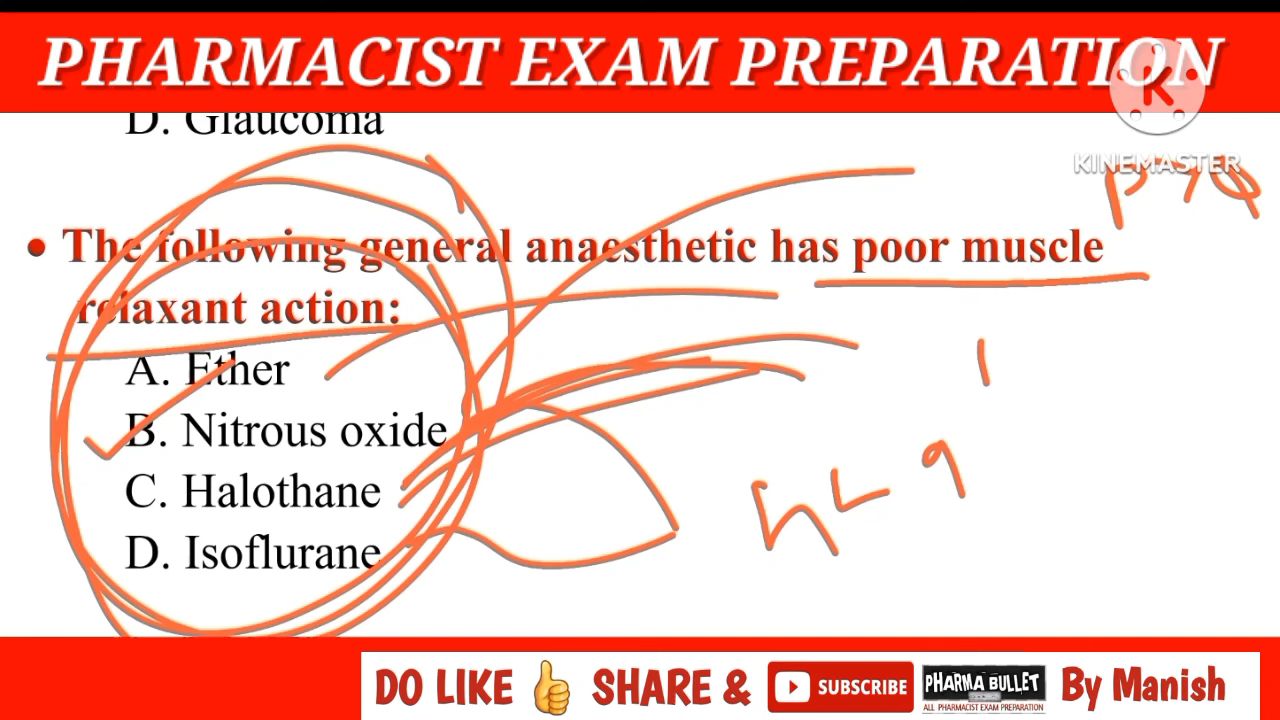 PHARMACIST EXAM PREPARATION
K
KINEMASTER
D. Glaucoma
• The following general anaesthetic has poor muscle
relaxant action:
A. Ether
B. Nitrous oxide
C. Halothane
D. Isoflurane
DO LIKE 👍 SHARE & SUBSCRIBE PHARMA BULLET By Manish
ALL PHARMACIST EXAM PREPARATION